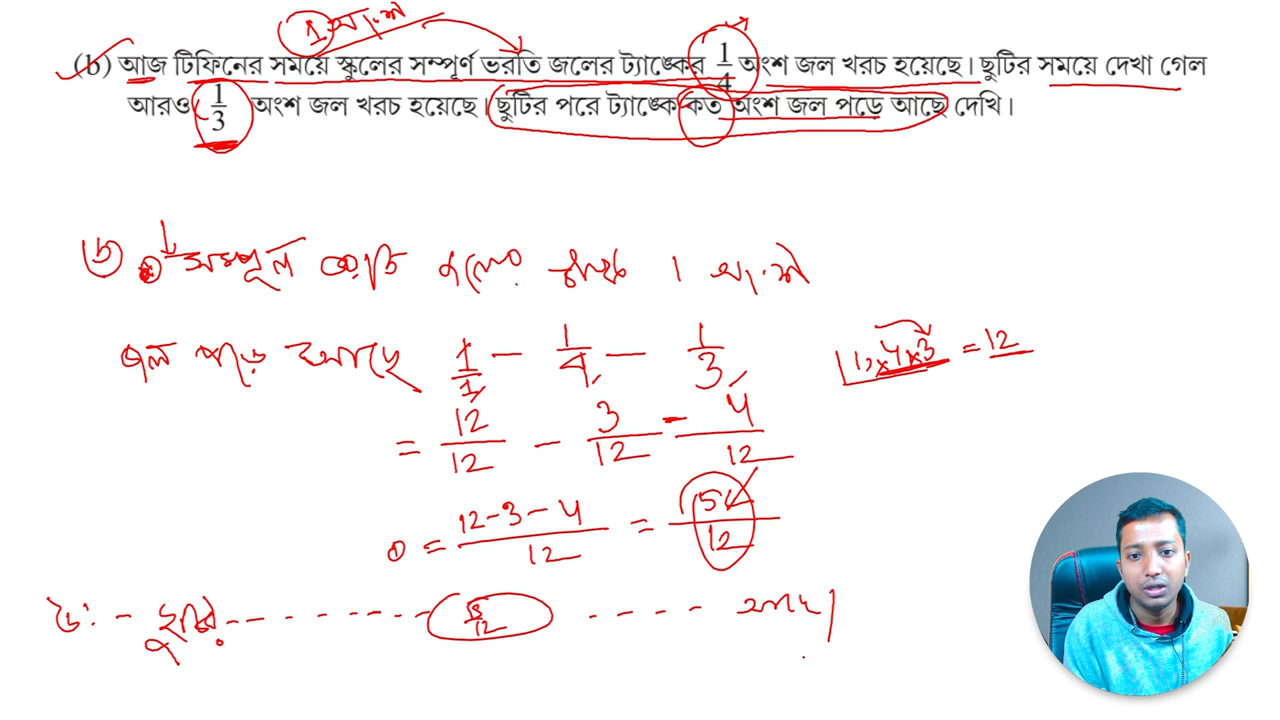 1 অংশ
(b) আজ টিফিনের সময়ে স্কুলের সম্পূর্ণ ভরতি জলের ট্যাঙ্কের 1/4 অংশ জল খরচ হয়েছে। ছুটির সময়ে দেখা গেল
আরও 1/3 অংশ জল খরচ হয়েছে। ছুটির পরে ট্যাঙ্কে কত অংশ জল পড়ে আছে দেখি।
সম্পূর্ণ 1 অংশ
জল পড়ে আছে 1/1 - 1/4 - 1/3
1,×4×3 = 12
= 12/12 - 3/12 - 4/12
= 12-3-4/12 = 5/12
উ: - ছুটির - - - - - - - 5/12 - - - -